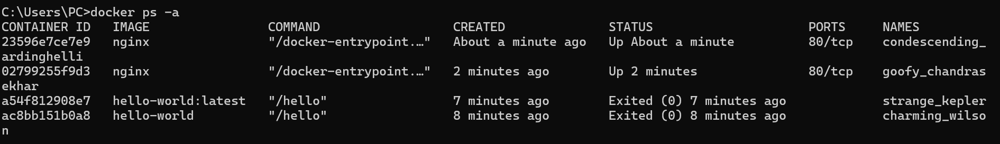 C:\Users\PC>docker ps -a
CONTAINER ID   IMAGE                COMMAND                  CREATED              STATUS                     PORTS     NAMES
23596e7ce7e9   nginx                "/docker-entrypoint.…"   About a minute ago   Up About a minute          80/tcp    condescending_
ardinghelli
02799255f9d3   nginx                "/docker-entrypoint.…"   2 minutes ago        Up 2 minutes               80/tcp    goofy_chandras
ekhar
a54f812908e7   hello-world:latest   "/hello"                 7 minutes ago        Exited (0) 7 minutes ago             strange_kepler
ac8bb151b0a8   hello-world          "/hello"                 8 minutes ago        Exited (0) 8 minutes ago             charming_wilso
n